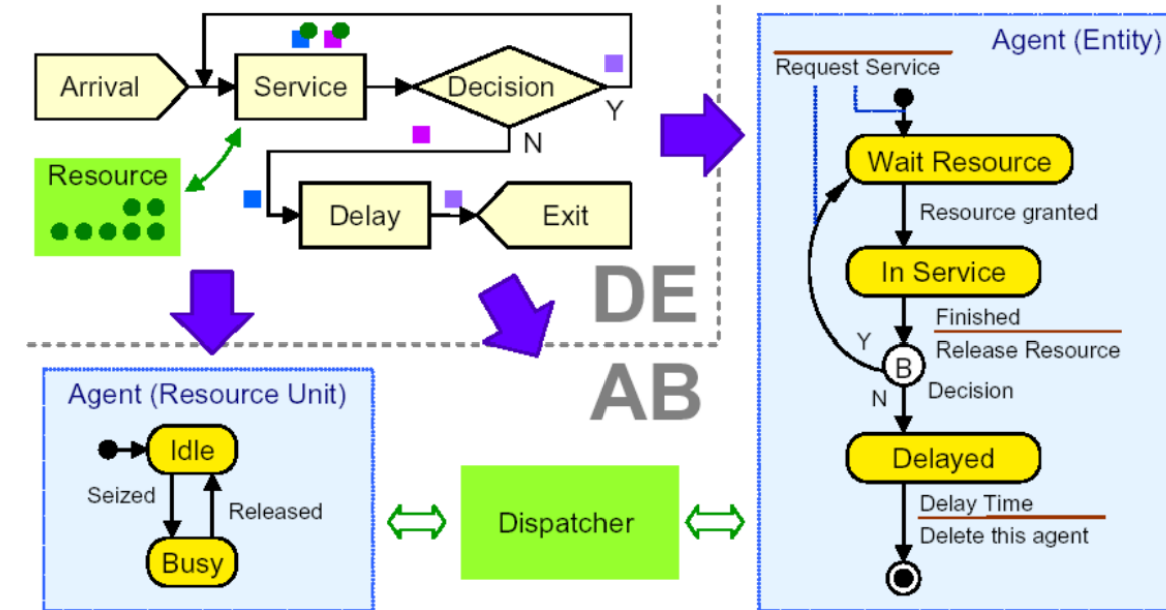 Arrival
Service
Decision
Y
N
Resource
Delay
Exit
DE
AB
Agent (Entity)
Request Service
Wait Resource
Resource granted
In Service
Finished
Release Resource
Y
B
N
Decision
Delayed
Delay Time
Delete this agent
Agent (Resource Unit)
Idle
Seized
Released
Busy
Dispatcher